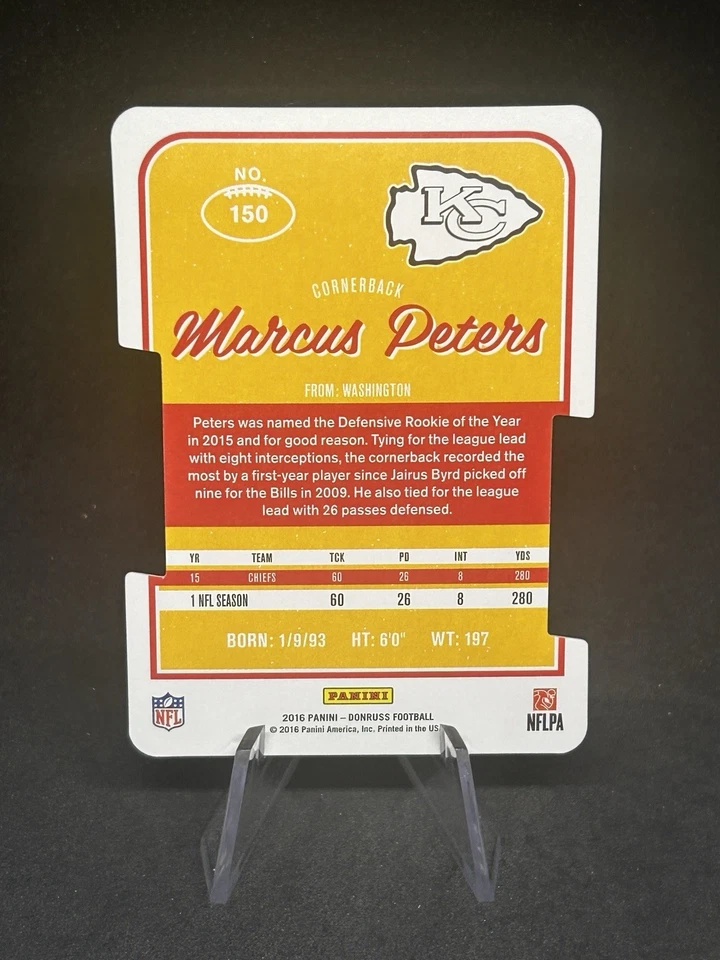 NO.
150
KC
CORNERBACK
Marcus Peters
FROM: WASHINGTON
Peters was named the Defensive Rookie of the Year
in 2015 and for good reason. Tying for the league lead
with eight interceptions, the cornerback recorded the
most by a first-year player since Jairus Byrd picked off
nine for the Bills in 2009. He also tied for the league
lead with 26 passes defensed.
YR TEAM TCK PD INT YDS
15 CHIEFS 60 26 8 280
1 NFL SEASON 60 26 8 280
BORN: 1/9/93 HT: 6'0" WT: 197
PANINI
NFL
2016 PANINI – DONRUSS FOOTBALL
© 2016 Panini America, Inc. Printed in the US
NFLPA